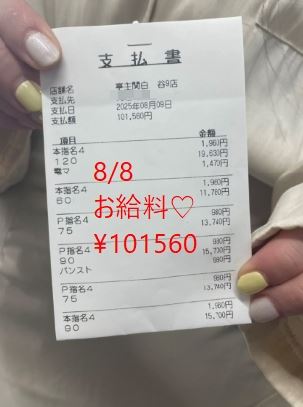 支払書
店舗名 亭主関白 谷9店
支払先
支払日 2025年08月08日
支払額 101,560円
項目 金額
本指名4 1,960円
120 19,630円
電マ 1,470円
本指名4 1,960円
60 11,780円
P指名4 980円
75 13,740円
P指名4 980円
90 15,700円
パンスト 980円
P指名4 980円
75 13,740円
本指名4 1,960円
90 15,700円
8/8
お給料♡
¥101560